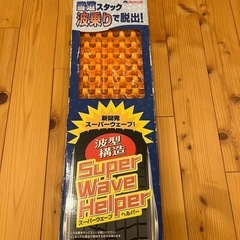 雪道スタック
波乗りで脱出!
新開発
スーパーウェーブ!
波型
構造
Super
Wave
Helper
スーパーウェーブ ヘルパー